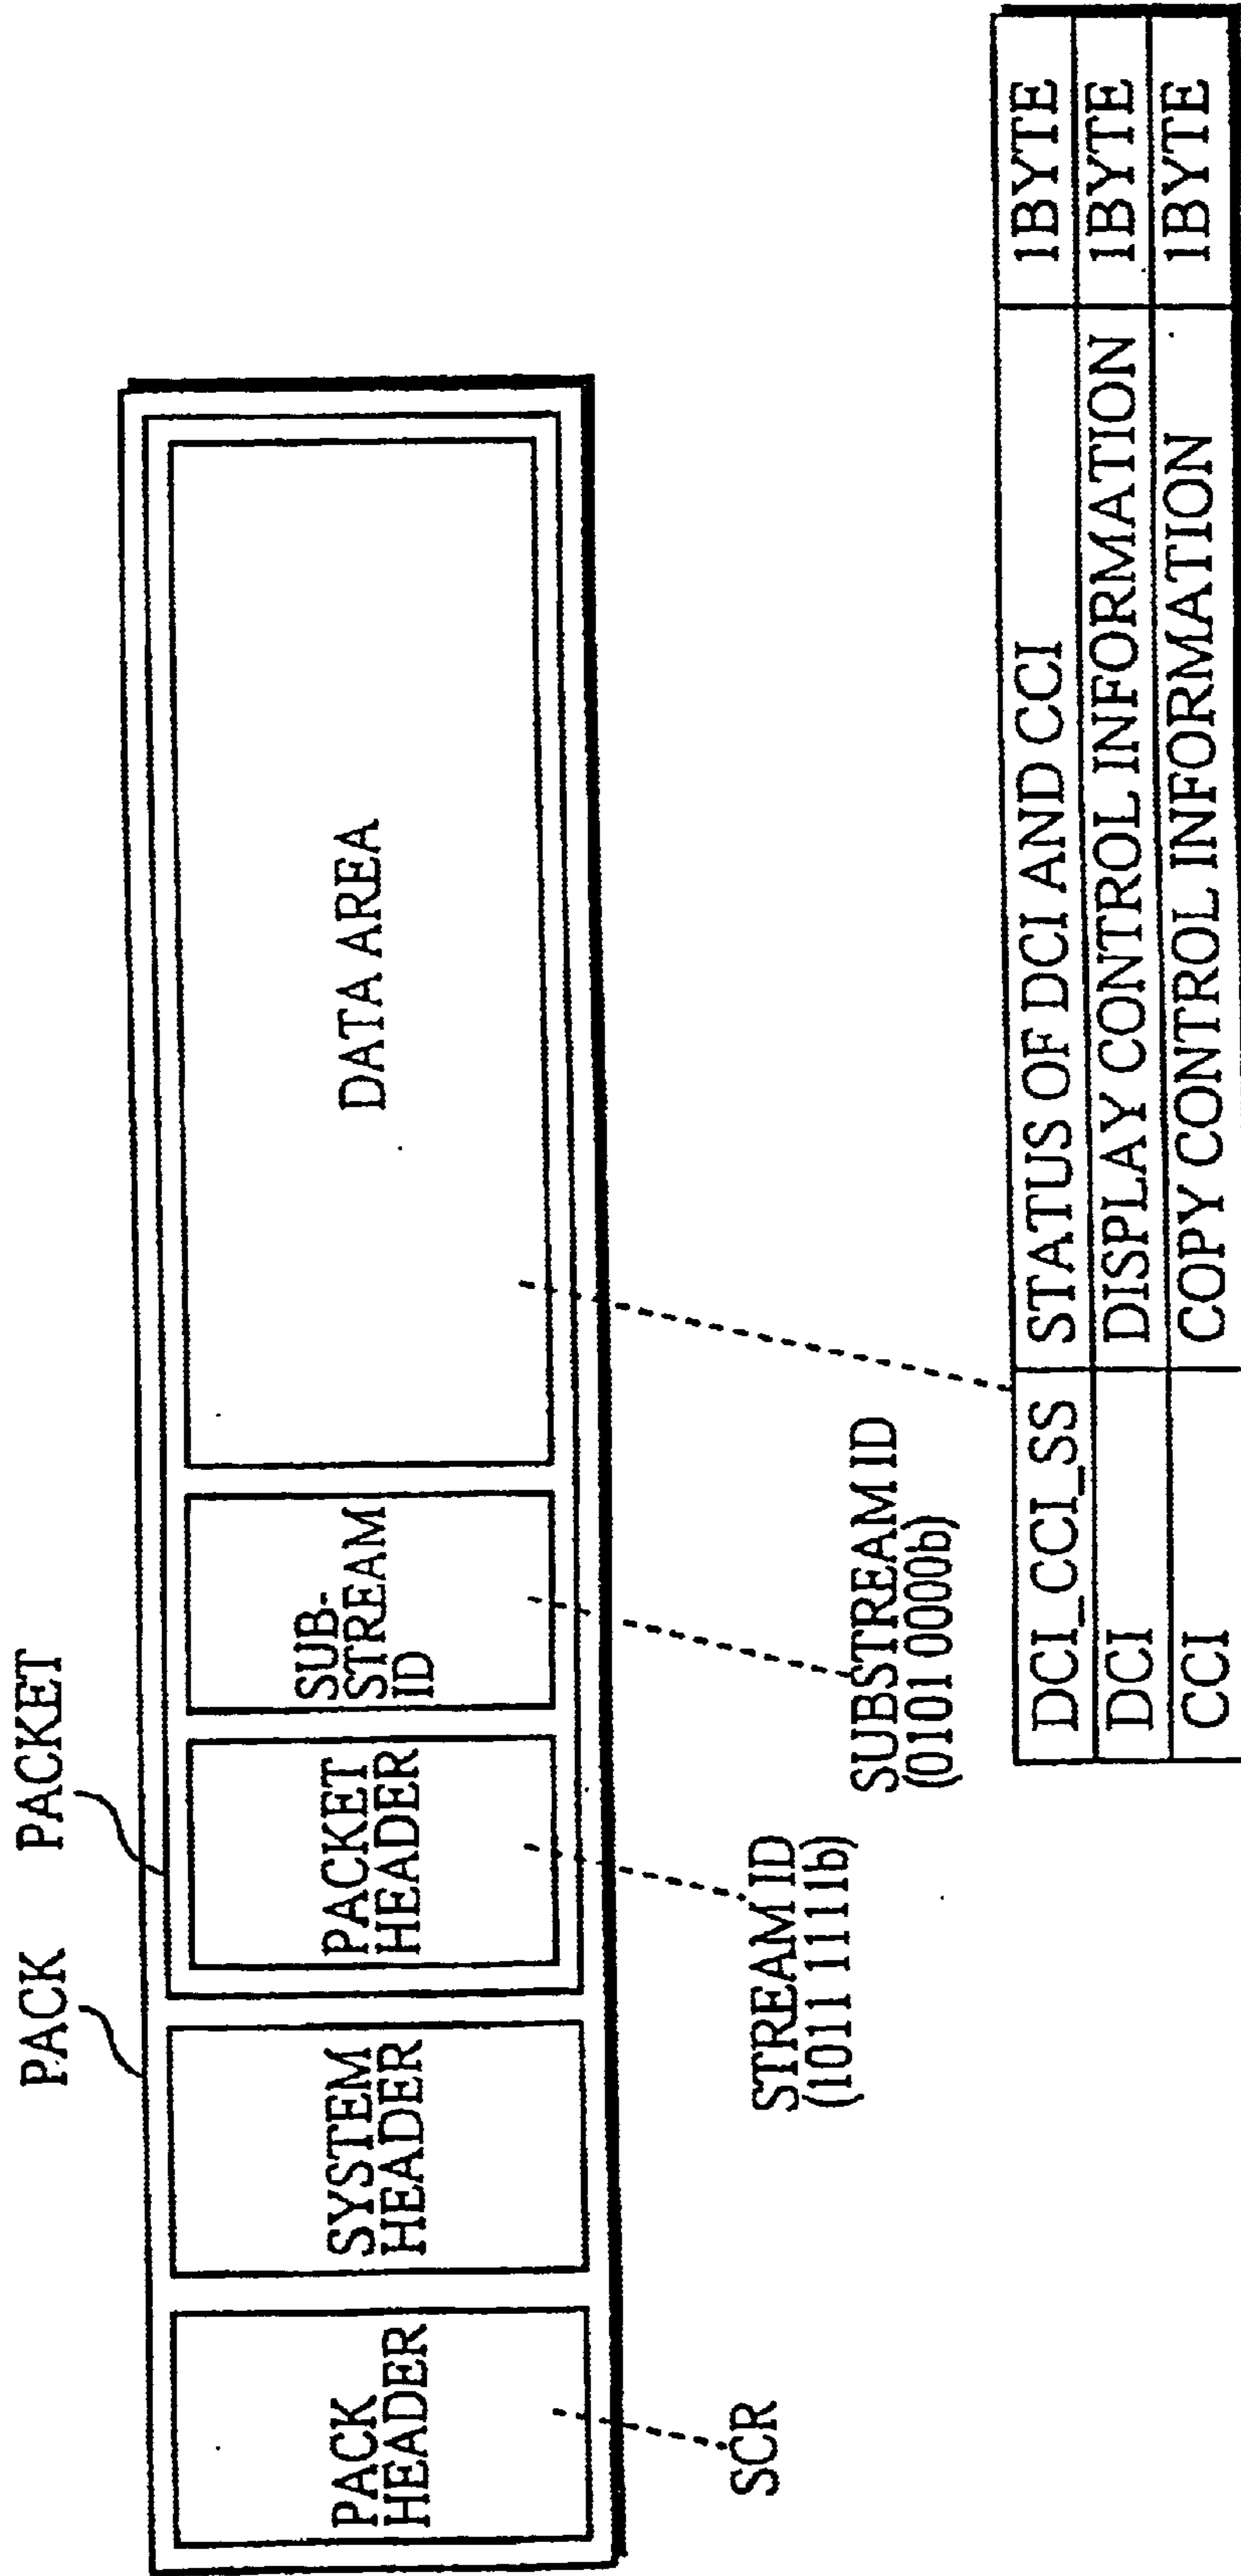 PACK PACKET
PACK
HEADER
SYSTEM
HEADER
PACKET
HEADER
SUB-
STREAM
ID
DATA AREA
SCR
STREAM ID
(1011 1111b)
SUBSTREAM ID
(0101 0000b)
DCI_CCI_SS STATUS OF DCI AND CCI 1BYTE
DCI DISPLAY CONTROL INFORMATION 1BYTE
CCI COPY CONTROL INFORMATION 1BYTE